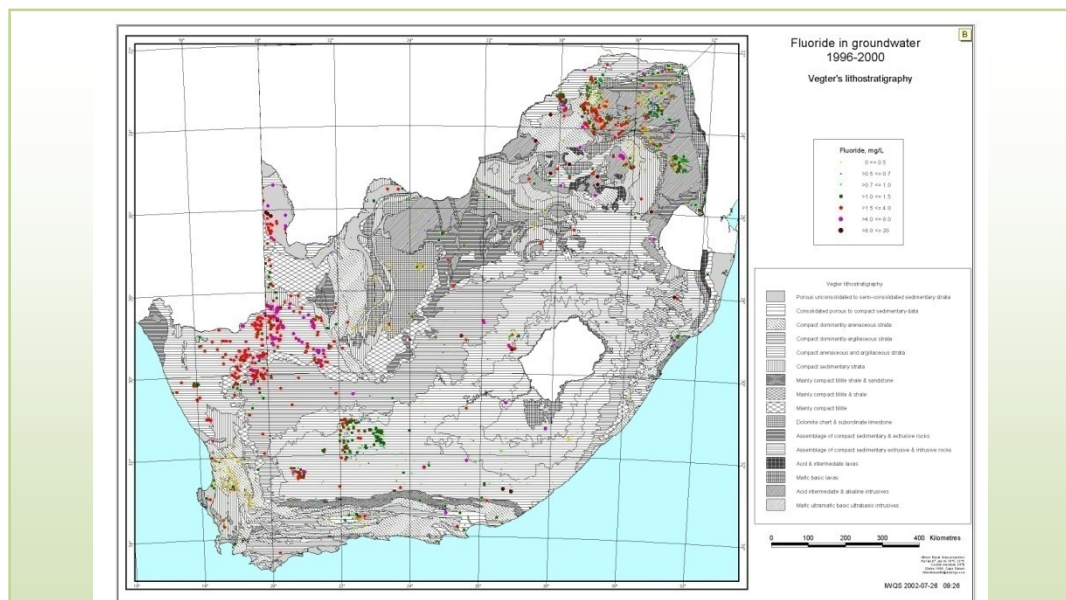 B
Fluoride in groundwater
1996-2000
Vegter's lithostratigraphy
Fluoride, mg/L
0 <= 0.5
>0.5 <= 0.7
>0.7 <= 1.0
>1.0 <= 1.5
>1.5 <= 4.0
>4.0 <= 8.0
>8.0 <= 20
Vegter lithostratigraphy
Porous unconsolidated to semi-consolidated sedimentary strata
Consolidated porous to compact sedimentary data
Compact dominently arenaceous strata
Compact dominently argillaceous strata
Compact arenaceous and argillaceous strata
Compact sedimentary strata
Mainly compact tillite shale & sandstone
Mainly compact tillite & shale
Mainly compact tillite
Dolomite chert & subordinate limestone
Assemblage of compact sedimentary & extrusive rocks
Assemblage of compact sedimentary extrusive & intrusive rocks
Acid & intermediate lavas
Mafic basic lavas
Acid intermediate & alkaline intrusives
Mafic ultramafic basic ultrabasic intrusives
0 100 200 300 400 Kilometres
IWQS 2002-07-26 09:26